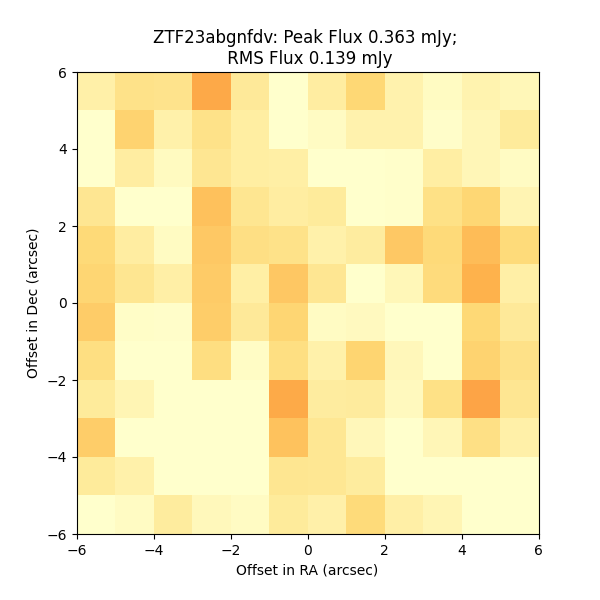 ZTF23abgnfdv: Peak Flux 0.363 mJy;
RMS Flux 0.139 mJy
6
4
2
0
−2
−4
−6
Offset in Dec (arcsec)
−6 −4 −2 0 2 4 6
Offset in RA (arcsec)